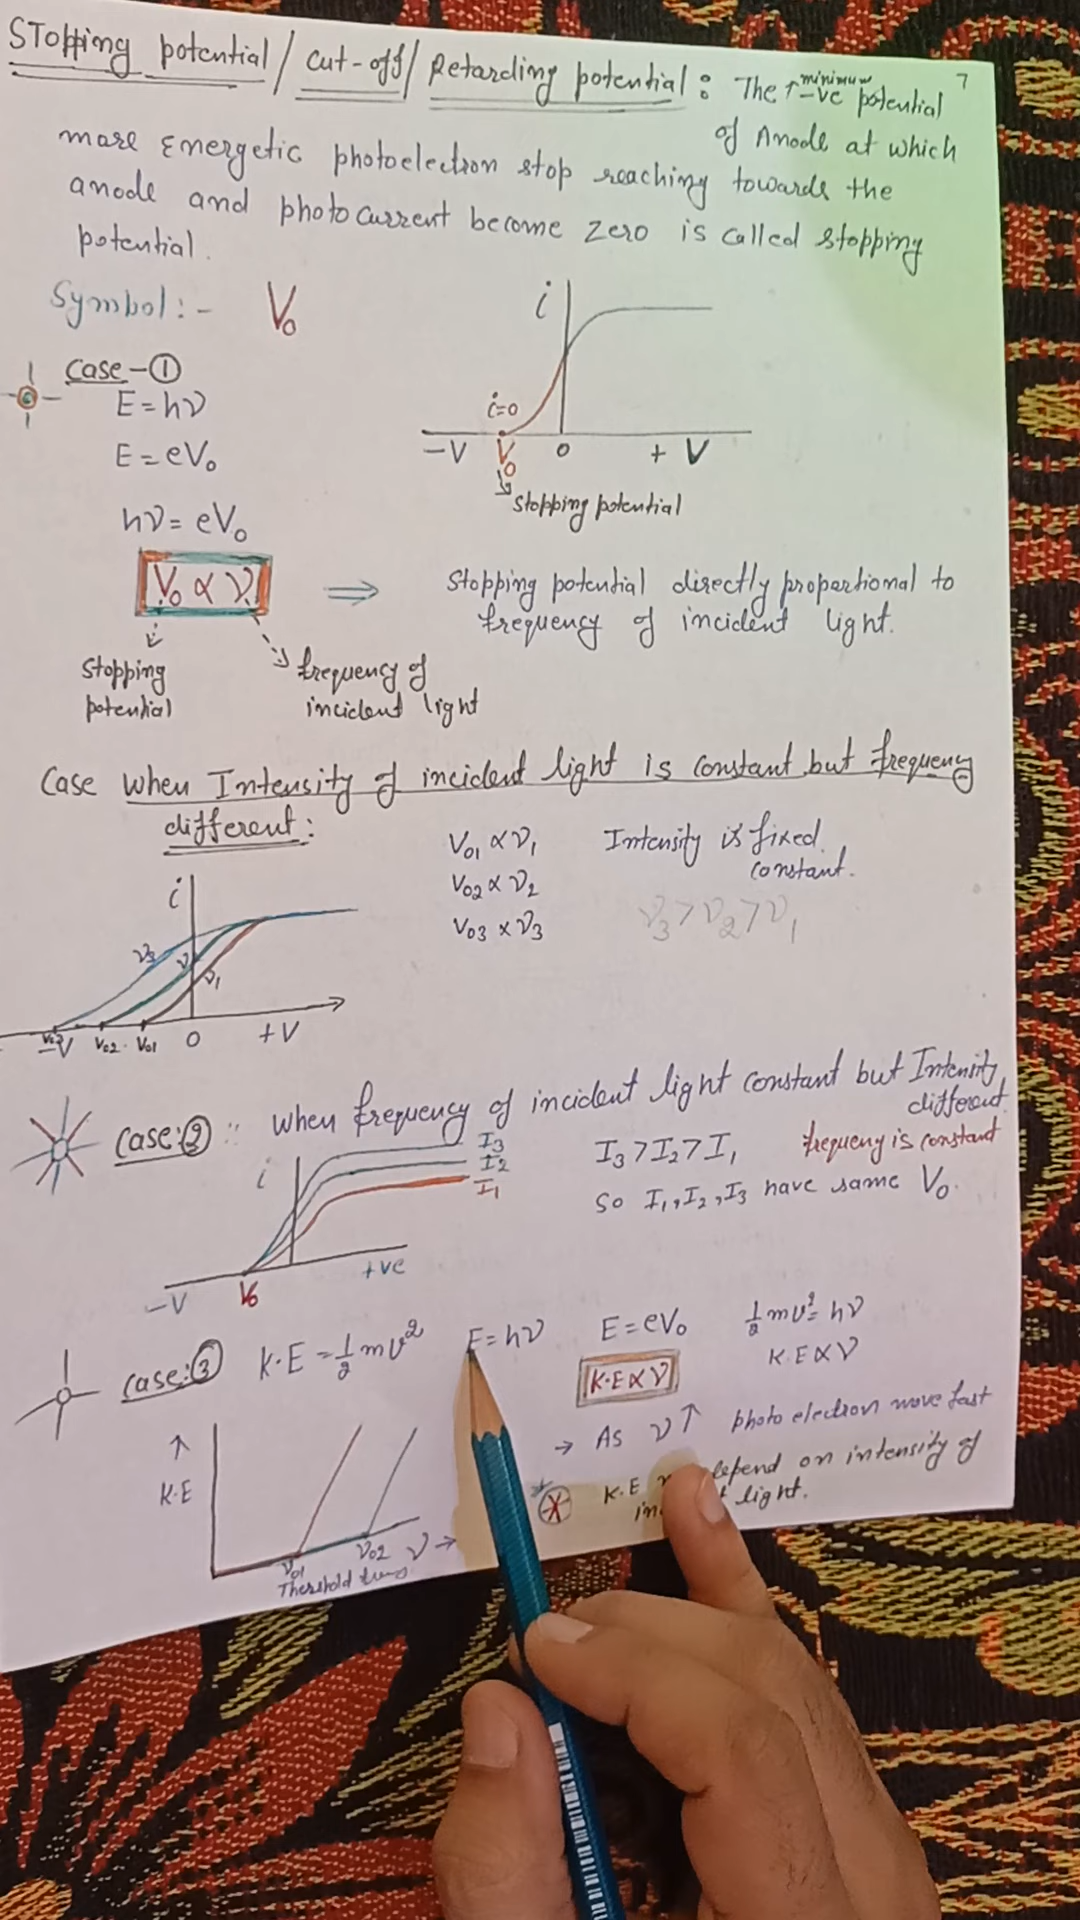 STopping potential / cut-off / Retarding potential : The ↑ minimum -ve potential
7
of Anode at which
more Energetic photoelectron stop reaching towards the
anode and photocurrent become zero is called stopping
potential.
Symbol :- V₀
i
i=0
-V V₀ 0 + V
stopping potential
Case-①
E = hν
E = eV₀
hν = eV₀
V₀ ∝ ν ⇒ Stopping potential directly proportional to
frequency of incident light.
stopping
potential
frequency of
incident light
Case when Intensity of incident light is constant but frequency
different :
V₀₁ ∝ ν₁ Intensity is fixed.
constant.
V₀₂ ∝ ν₂
V₀₃ ∝ ν₃ ν₃ > ν₂ > ν₁
i
ν₃ ν ν₁
-V V₀₂ V₀₁ 0 +V
Case:② :: When frequency of incident light constant but Intensity
different
i I₃
I₂
I₁
I₃ > I₂ > I₁ frequeny is constant
So I₁, I₂, I₃ have same V₀.
-V V₀ +ve
Case:③ K.E = ½ mv² E = hν E = eV₀ ½ mv² = hν
K.E ∝ ν K.E ∝ ν
→ As ν ↑ photo electron move fast
K.E depend on intensity of
light.
↑
K.E
ν₀₁ ν₀₂ ν →
Threshold